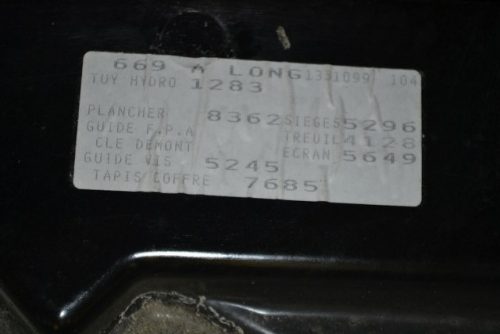 669 A LONG 1331099 104
TUY HYDRO 1283
PLANCHER 8362 SIEGES 5296
GUIDE F.P.A TREUIL 4128
CLE DEMONT ECRAN 5649
GUIDE VIS 5245
TAPIS COFFRE 7685